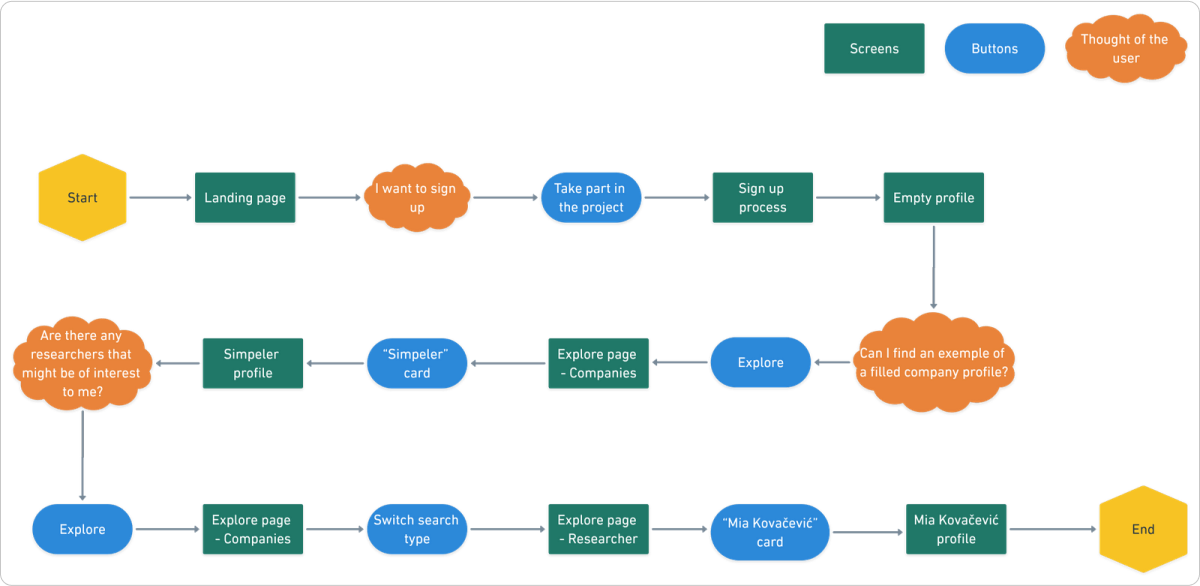 Screens
Buttons
Thought of the
user
Start
Landing page
I want to sign
up
Take part in
the project
Sign up
process
Empty profile
Can I find an exemple of
a filled company profile?
Explore
Explore page
- Companies
“Simpeler”
card
Simpeler
profile
Are there any
researchers that
might be of interest
to me?
Explore
Explore page
- Companies
Switch search
type
Explore page
- Researcher
“Mia Kovačević“
card
Mia Kovačević
profile
End